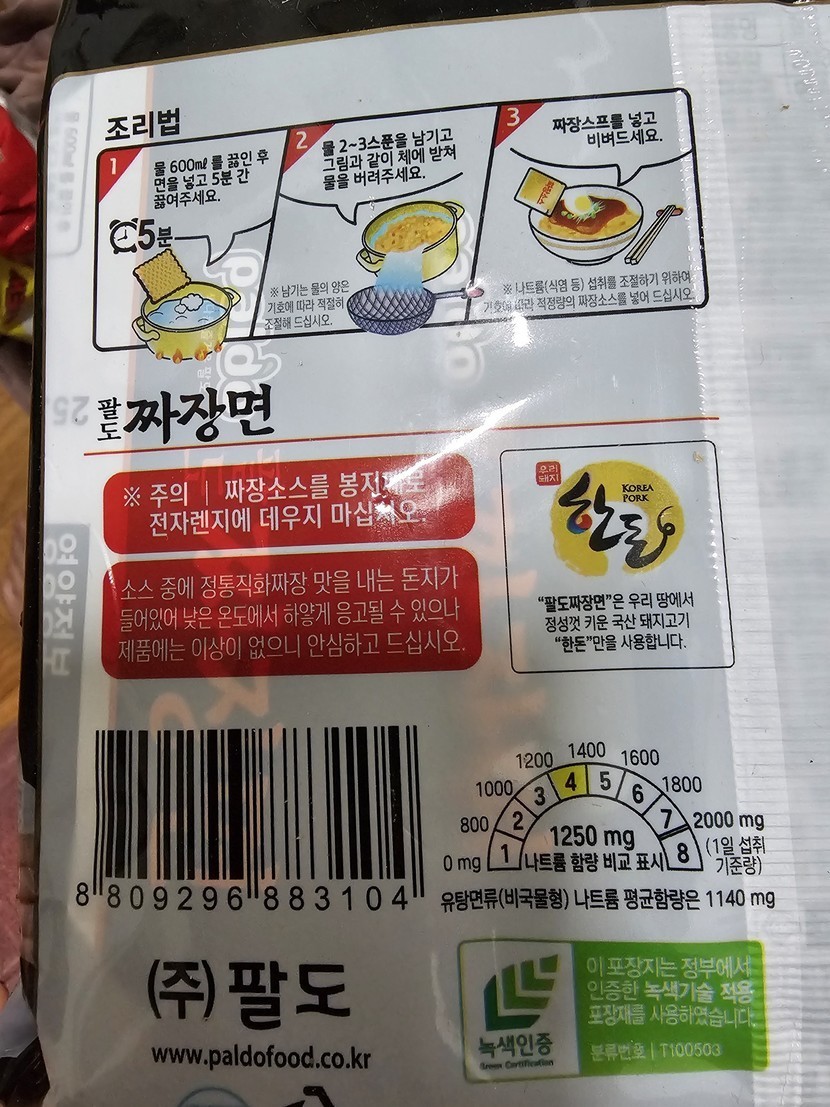 조리법
1
물 600㎖ 를 끓인 후
면을 넣고 5분 간
끓여주세요.
5분
2
물 2~3스푼을 남기고
그림과 같이 체에 받쳐
물을 버려주세요.
※ 남기는 물의 양은
기호에 따라 적절히
조절해 드십시오.
3
짜장스프를 넣고
비벼드세요.
짜장소스
※ 나트륨(식염 등) 섭취를 조절하기 위하여
기호에 따라 적정량의 짜장소스를 넣어 드십시오.
팔도 짜장면
※ 주의 | 짜장소스를 봉지째로
전자렌지에 데우지 마십시오.
소스 중에 정통직화짜장 맛을 내는 돈지가
들어있어 낮은 온도에서 하얗게 응고될 수 있으나
제품에는 이상이 없으니 안심하고 드십시오.
우리
돼지
한돈
KOREA
PORK
“팔도짜장면”은 우리 땅에서
정성껏 키운 국산 돼지고기
“한돈”만을 사용합니다.
8 809296 883104
0 mg 800 1000 1200 1400 1600 1800 2000 mg
(1일 섭취
기준량)
1 2 3 4 5 6 7 8
1250 mg
나트륨 함량 비교 표시
유탕면류(비국물형) 나트륨 평균함량은 1140 mg
(주) 팔도
www.paldofood.co.kr
녹색인증
Green Certification
이 포장지는 정부에서
인증한 녹색기술 적용
포장재를 사용하였습니다.
분류번호 | T100503